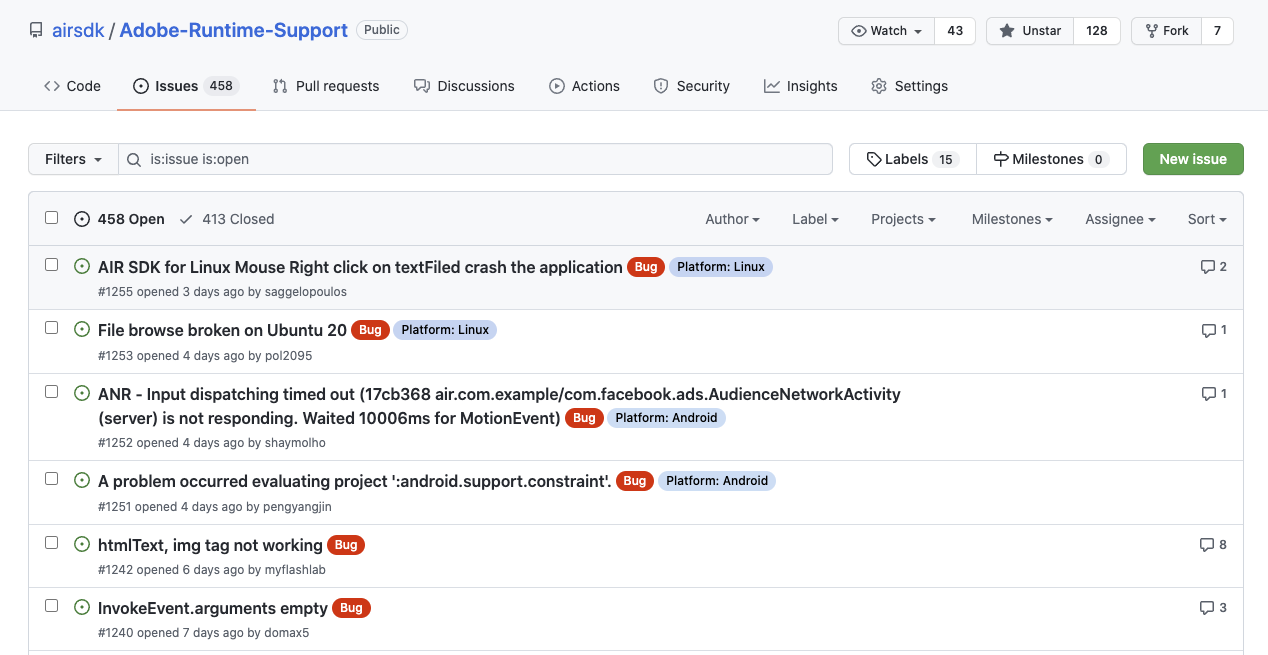 airsdk / Adobe-Runtime-Support Public Watch 43 Unstar 128 Fork 7
Code Issues 458 Pull requests Discussions Actions Security Insights Settings
Filters is:issue is:open Labels 15 Milestones 0 New issue
458 Open 413 Closed Author Label Projects Milestones Assignee Sort
AIR SDK for Linux Mouse Right click on textFiled crash the application Bug Platform: Linux 2
#1255 opened 3 days ago by saggelopoulos
File browse broken on Ubuntu 20 Bug Platform: Linux 1
#1253 opened 4 days ago by pol2095
ANR - Input dispatching timed out (17cb368 air.com.example/com.facebook.ads.AudienceNetworkActivity 1
(server) is not responding. Waited 10006ms for MotionEvent) Bug Platform: Android
#1252 opened 4 days ago by shaymolho
A problem occurred evaluating project ':android.support.constraint'. Bug Platform: Android
#1251 opened 4 days ago by pengyangjin
htmlText, img tag not working Bug 8
#1242 opened 6 days ago by myflashlab
InvokeEvent.arguments empty Bug 3
#1240 opened 7 days ago by domax5